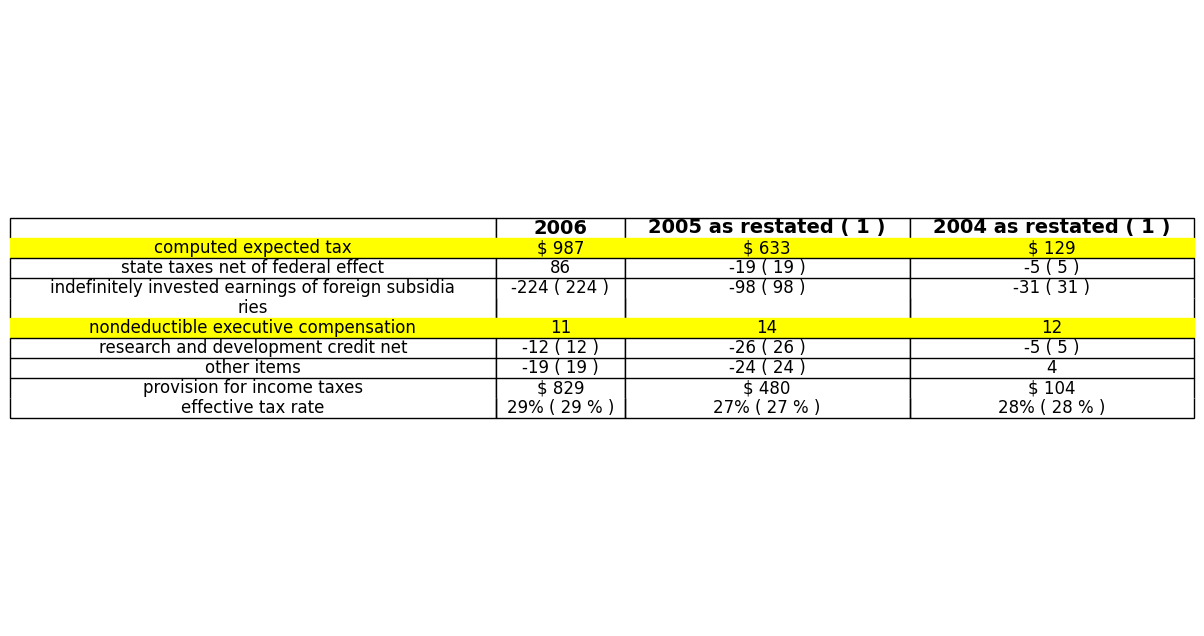 2006 2005 as restated ( 1 ) 2004 as restated ( 1 )
computed expected tax $ 987 $ 633 $ 129
state taxes net of federal effect 86 -19 ( 19 ) -5 ( 5 )
indefinitely invested earnings of foreign subsidia -224 ( 224 ) -98 ( 98 ) -31 ( 31 )
ries
nondeductible executive compensation 11 14 12
research and development credit net -12 ( 12 ) -26 ( 26 ) -5 ( 5 )
other items -19 ( 19 ) -24 ( 24 ) 4
provision for income taxes $ 829 $ 480 $ 104
effective tax rate 29% ( 29 % ) 27% ( 27 % ) 28% ( 28 % )